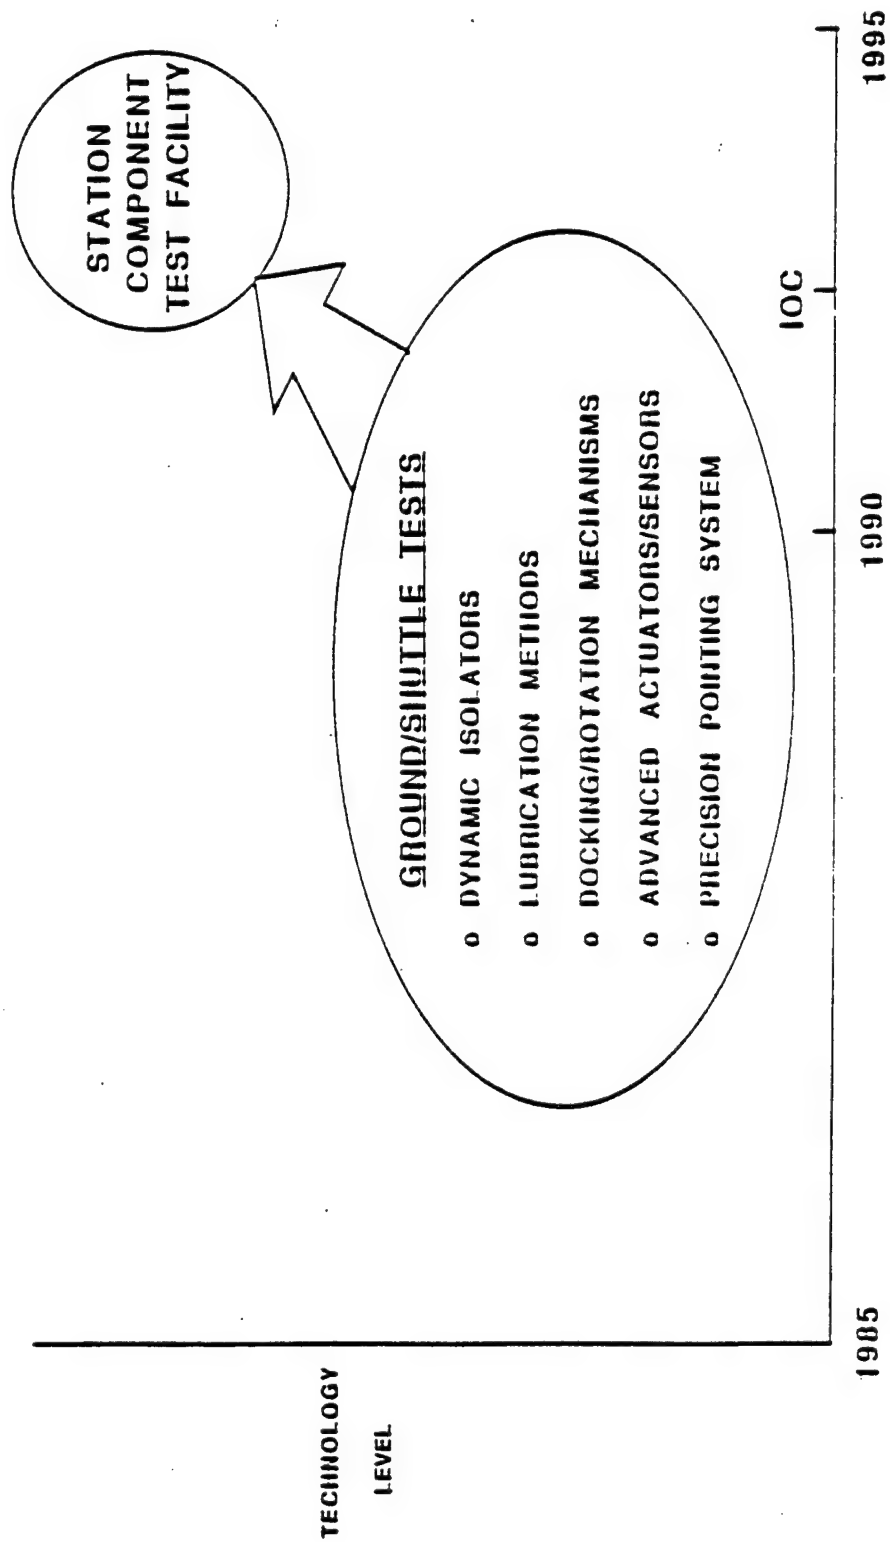 STATION
COMPONENT
TEST FACILITY
TECHNOLOGY
LEVEL
GROUND/SHUTTLE TESTS
o DYNAMIC ISOLATORS
o LUBRICATION METHODS
o DOCKING/ROTATION MECHANISMS
o ADVANCED ACTUATORS/SENSORS
o PRECISION POINTING SYSTEM
IOC
1985
1990
1995